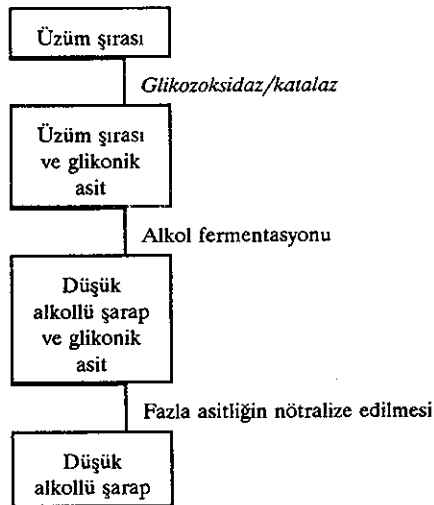 Üzüm şırası
Glikozoksidaz/katalaz
Üzüm şırası
ve glikonik
asit
Alkol fermentasyonu
Düşük
alkollü şarap
ve glikonik
asit
Fazla asitliğin nötralize edilmesi
Düşük
alkollü şarap